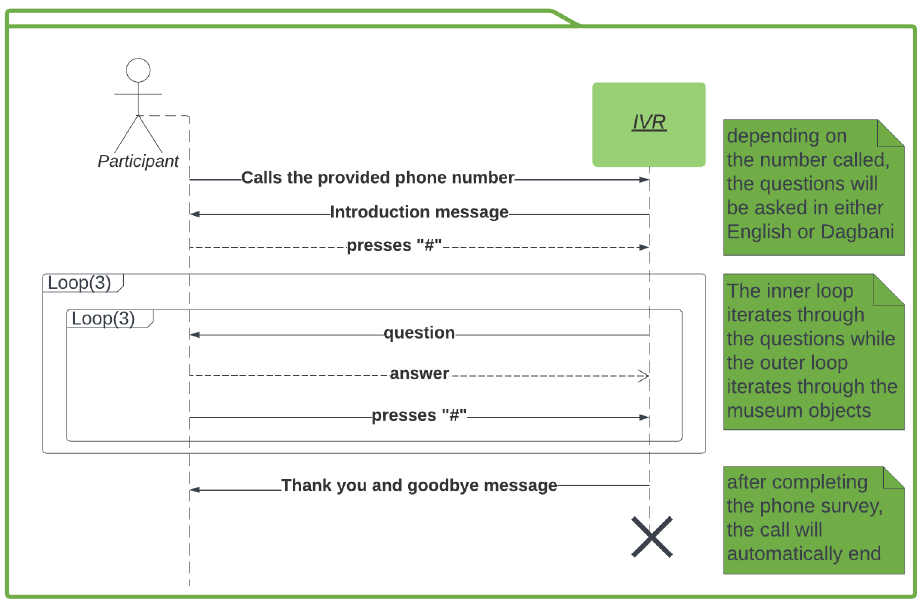 Participant
IVR
Calls the provided phone number
Introduction message
presses "#"
depending on
the number called,
the questions will
be asked in either
English or Dagbani
Loop(3)
Loop(3)
question
answer
presses "#"
The inner loop
iterates through
the questions while
the outer loop
iterates through the
museum objects
Thank you and goodbye message
after completing
the phone survey,
the call will
automatically end